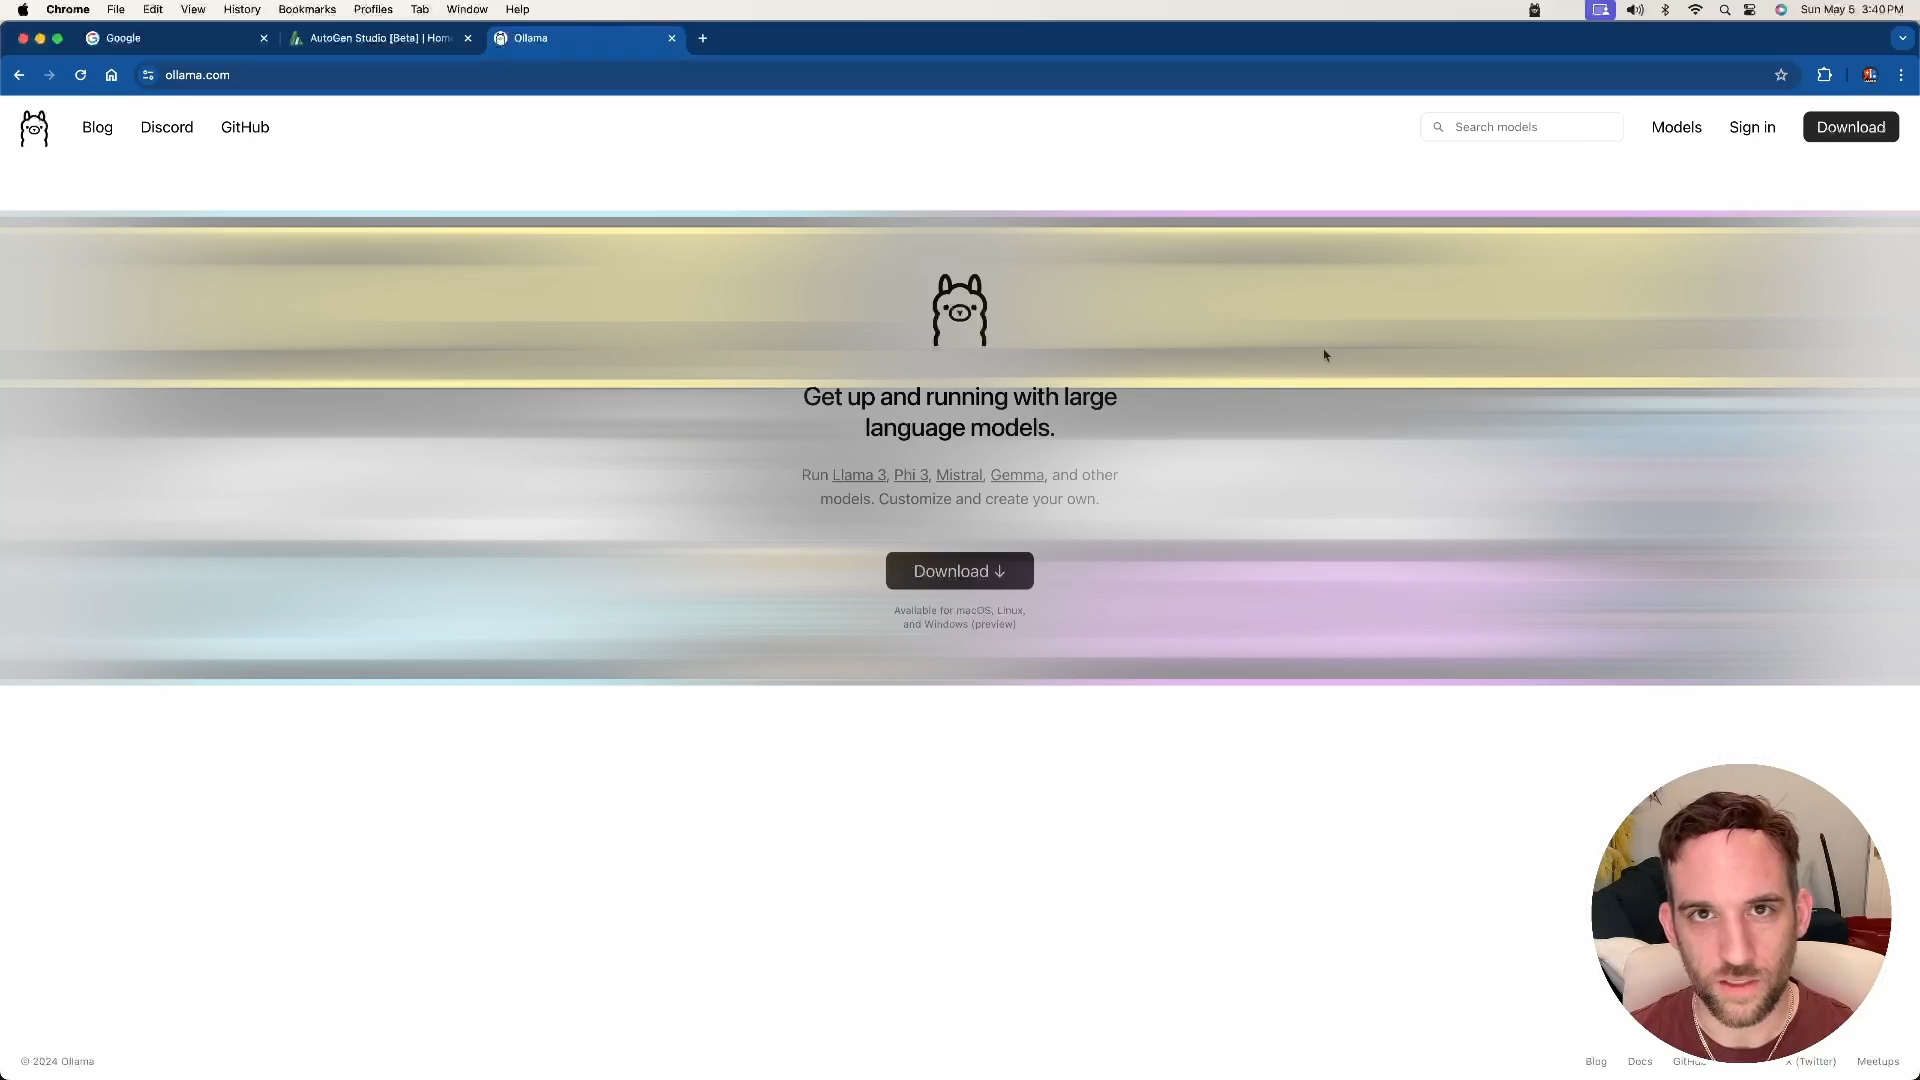 Chrome File Edit View History Bookmarks Profiles Tab Window Help Sun May 5 3:40 PM
Google AutoGen Studio [Beta] | Hom Ollama
ollama.com
Blog Discord GitHub Search models Models Sign in Download
Get up and running with large
language models.
Run Llama 3, Phi 3, Mistral, Gemma, and other
models. Customize and create your own.
Download ↓
Available for macOS, Linux,
and Windows (preview)
© 2024 Ollama Blog Docs X (Twitter) Meetups